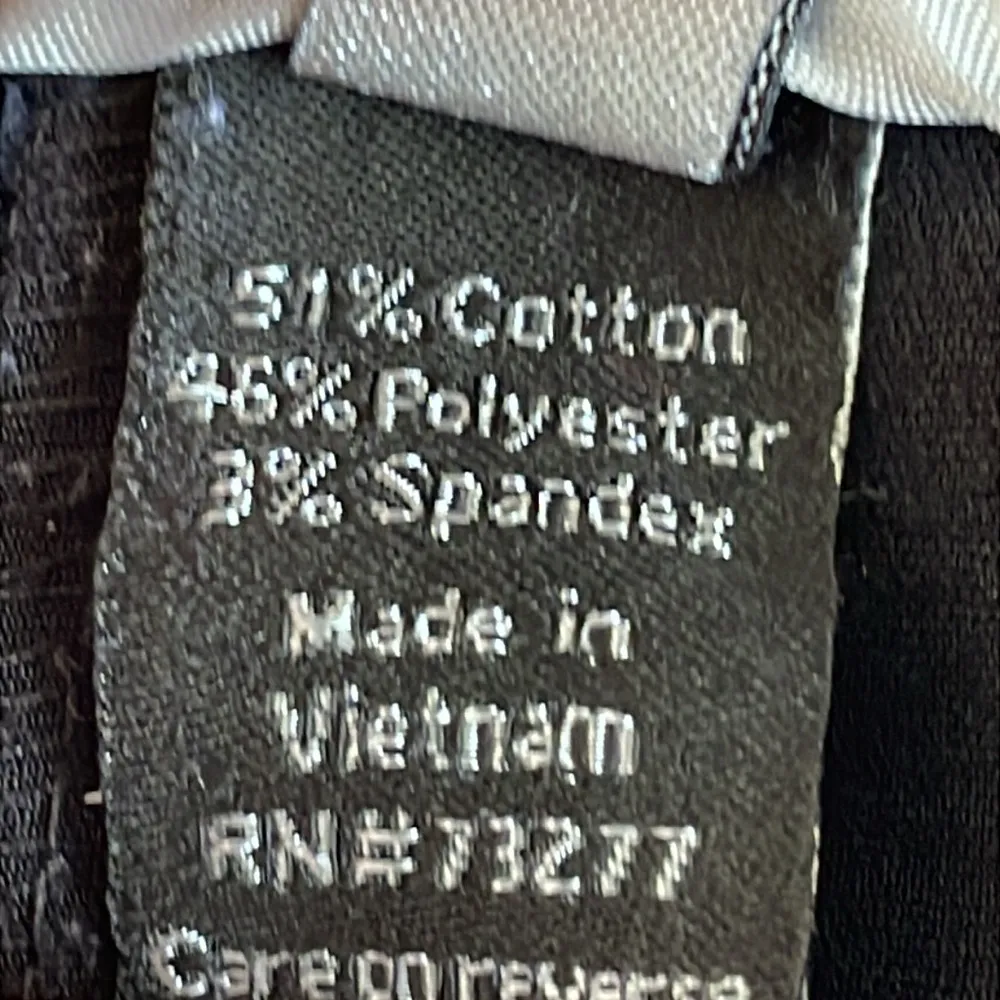 51% Cotton
46% Polyester
3% Spandex
Made in
Vietnam
RN#73277
Care on reverse